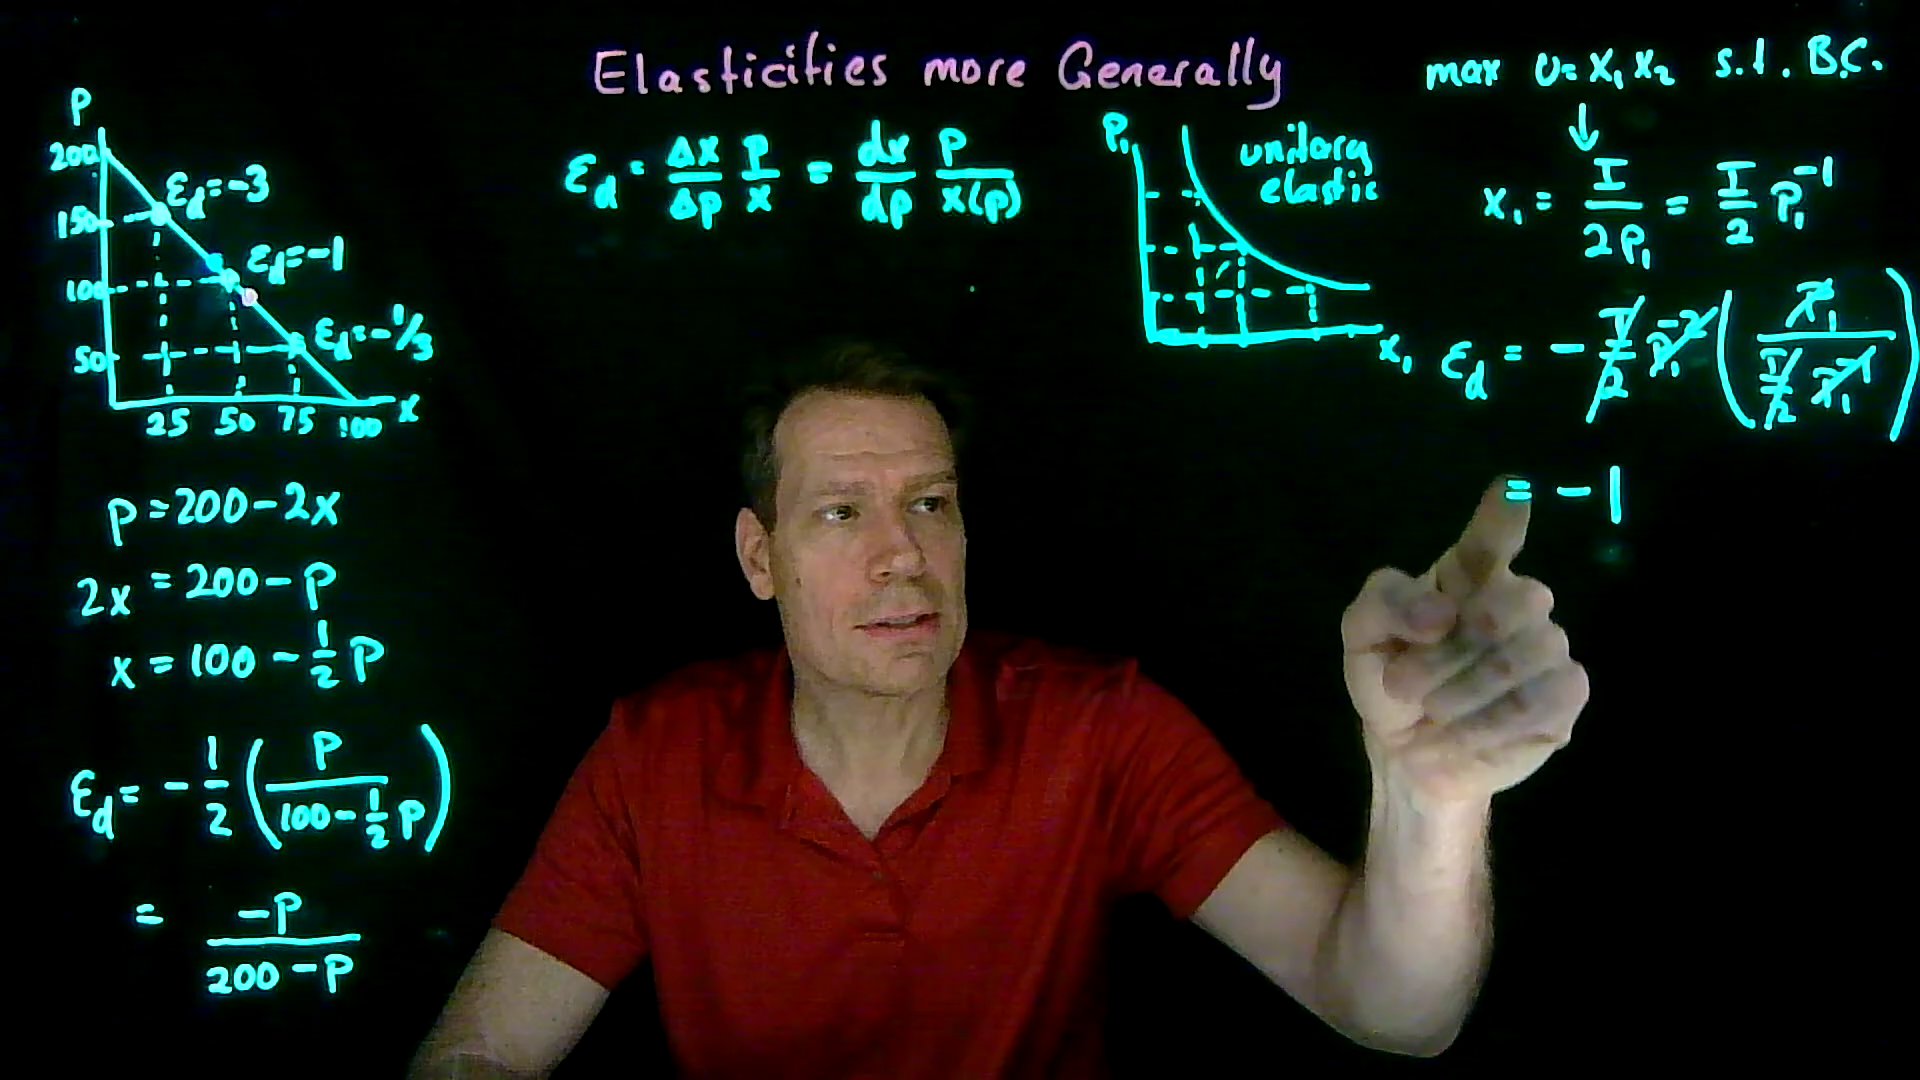 Elasticities more Generally
P
200
150
100
50
25 50 75 100 x
εd=-3
εd=-1
εd=-1/3
p=200-2x
2x=200-p
x=100-1/2 p
εd=-1/2(p/(100-1/2 p))
= -p/(200-p)
εd=Δx/Δp p/x = dx/dp p/x(p)
P₁
unitary
elastic
x₁
max u=x₁x₂ s.t. B.C.
↓
x₁= I/2P₁ = I/2 P₁⁻¹
εd = -I/2 P₁⁻² (P₁/(I/2 P₁⁻¹))
= -1